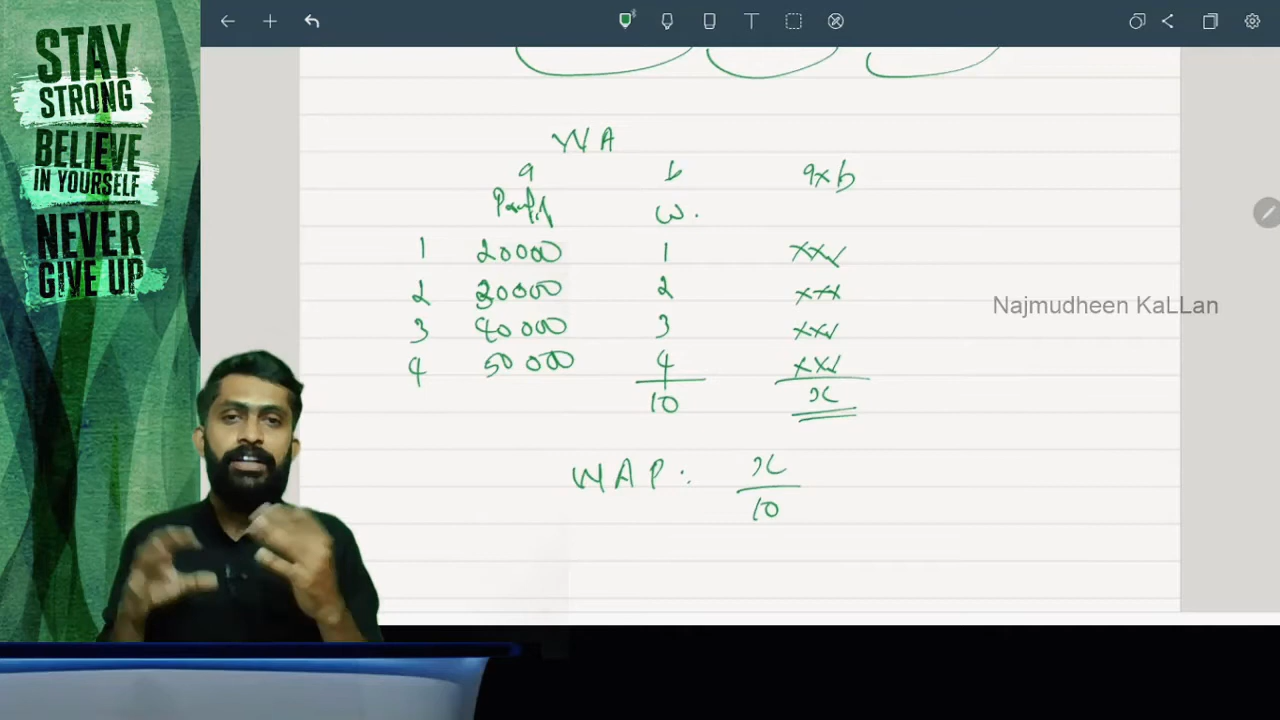 STAY
STRONG
BELIEVE
IN YOURSELF
NEVER
GIVE UP
WA
a b a×b
Profit W.
1 20000 1 xxx
2 30000 2 xxx
3 40000 3 xxx
4 50000 4 xxx
10 x
WAP: x
10
Najmudheen KaLLan